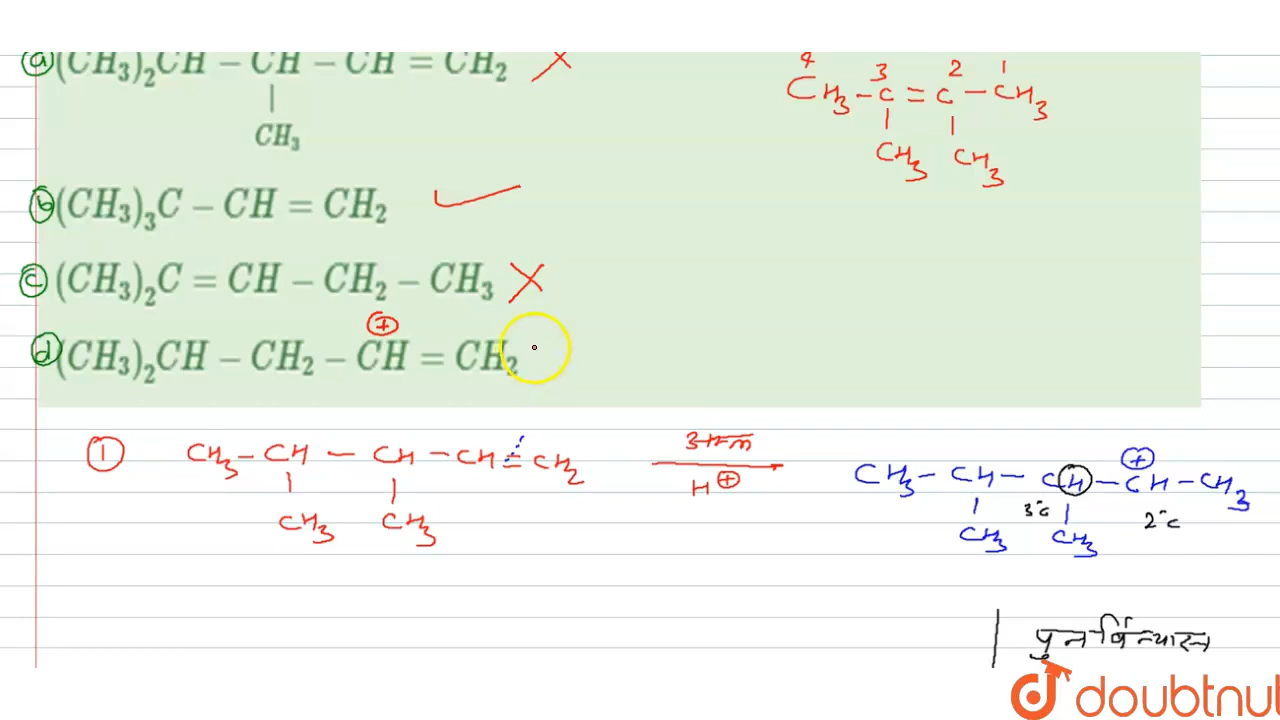 ⓐ (CH₃)₂CH – CH – CH = CH₂
|
CH₃
4 3 2 1
CH₃ – C = C – CH₃
| |
CH₃ CH₃
ⓑ (CH₃)₃C – CH = CH₂
ⓒ (CH₃)₂C = CH – CH₂ – CH₃
⊕
ⓓ (CH₃)₂CH – CH₂ – CH = CH₂
① CH₃ – CH – CH – CH = CH₂
| |
CH₃ CH₃
H⊕
⊕
CH₃ – CH – CH – CH – CH₃
| 3°c | 2°c
CH₃ CH₃
| पुनर्विन्यास
doubtnut